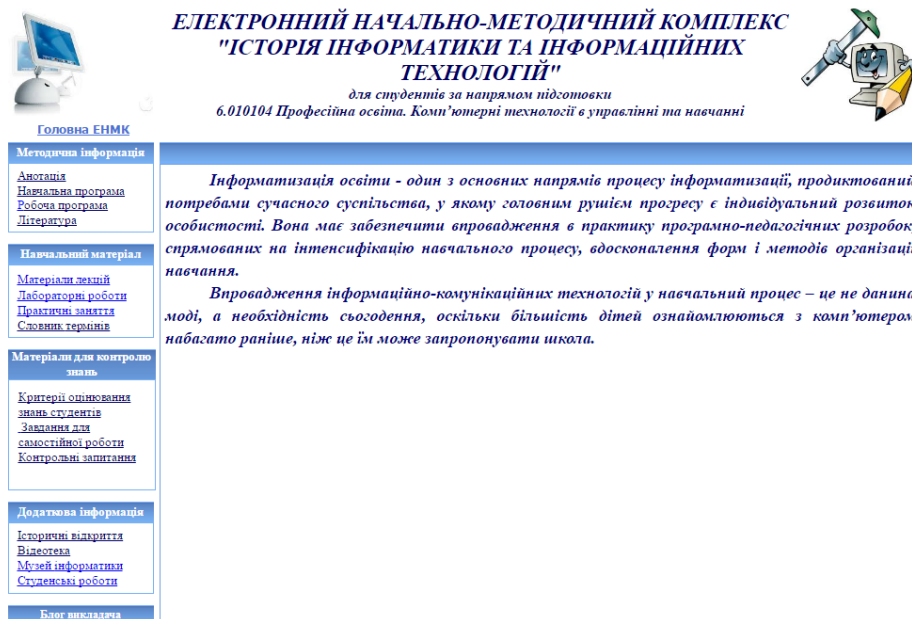 ЕЛЕКТРОННИЙ НАЧАЛЬНО-МЕТОДИЧНИЙ КОМПЛЕКС
"ІСТОРІЯ ІНФОРМАТИКИ ТА ІНФОРМАЦІЙНИХ
ТЕХНОЛОГІЙ"
для студентів за напрямом підготовки
6.010104 Професійна освіта. Комп'ютерні технології в управлінні та навчанні
Головна ЕНМК
Методична інформація
Анотація
Навчальна програма
Робоча програма
Література
Навчальний матеріал
Матеріали лекцій
Лабораторні роботи
Практичні заняття
Словник термінів
Матеріали для контролю
знань
Критерії оцінювання
знань студентів
Завдання для
самостійної роботи
Контрольні запитання
Додаткова інформація
Історичні відкриття
Відеотека
Музей інформатики
Студенські роботи
Блог викладача
Інформатизація освіти - один з основних напрямів процесу інформатизації, продиктований
потребами сучасного суспільства, у якому головним рушієм прогресу є індивідуальний розвиток
особистості. Вона має забезпечити впровадження в практику програмно-педагогічних розробок,
спрямованих на інтенсифікацію навчального процесу, вдосконалення форм і методів організації
навчання.
Впровадження інформаційно-комунікаційних технологій у навчальний процес – це не данина
моді, а необхідність сьогодення, оскільки більшість дітей ознайомлюються з комп'ютером
набагато раніше, ніж це їм може запропонувати школа.